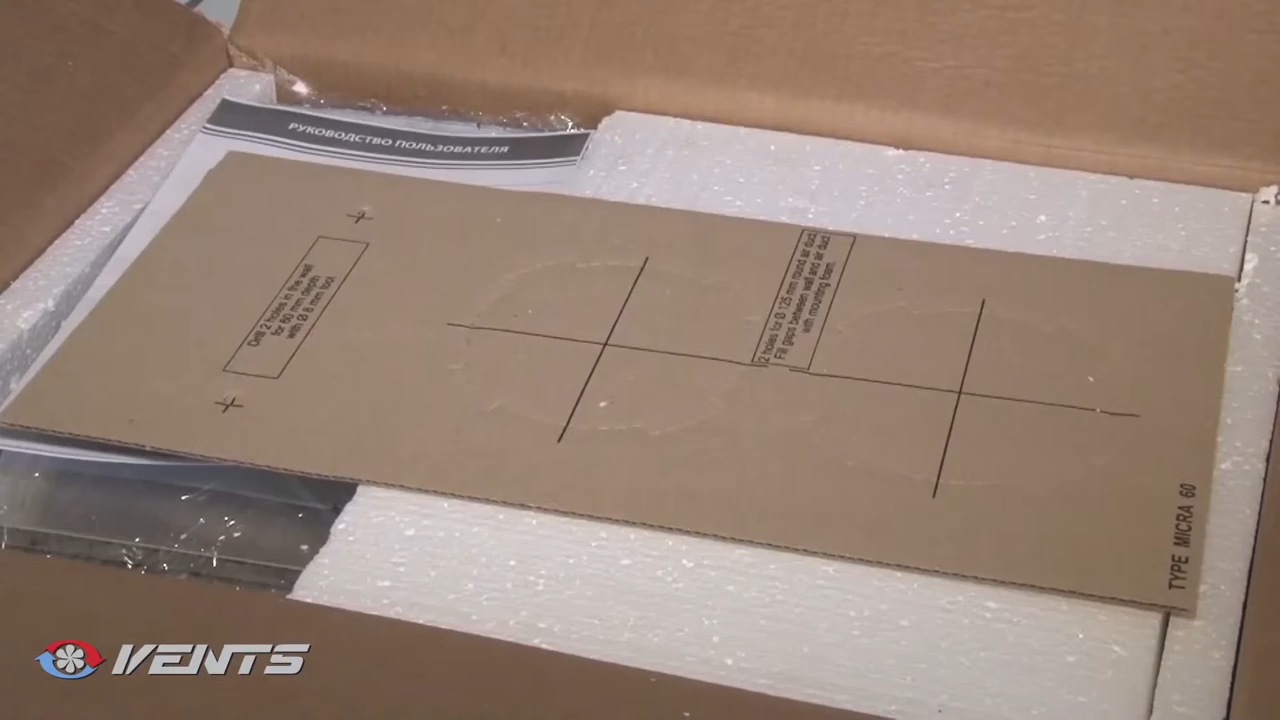 РУКОВОДСТВО ПОЛЬЗОВАТЕЛЯ
Drill 2 holes in the wall
for 60 mm depth
with Ø 8 mm tool
2 holes for Ø 125 mm round air duct.
Fill gaps between wall and air duct
with mounting foam.
TYPE MICRA 60
VENTS